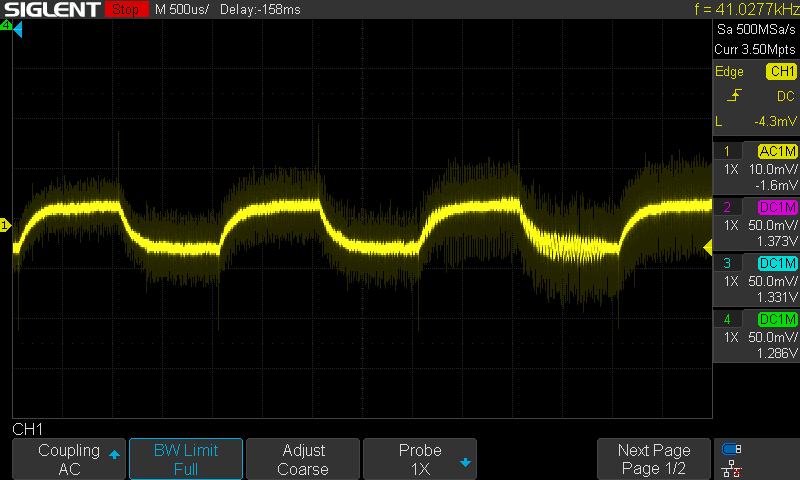 SIGLENT Stop M 500us/ Delay:-158ms f = 41.0277kHz
Sa 500MSa/s
Curr 3.50Mpts
Edge CH1
DC
L -4.3mV
1 AC1M
1X 10.0mV/
-1.6mV
2 DC1M
1X 50.0mV/
1.373V
3 DC1M
1X 50.0mV/
1.331V
4 DC1M
1X 50.0mV/
1.286V
4
1
CH1
Coupling
AC
BW Limit
Full
Adjust
Coarse
Probe
1X
Next Page
Page 1/2